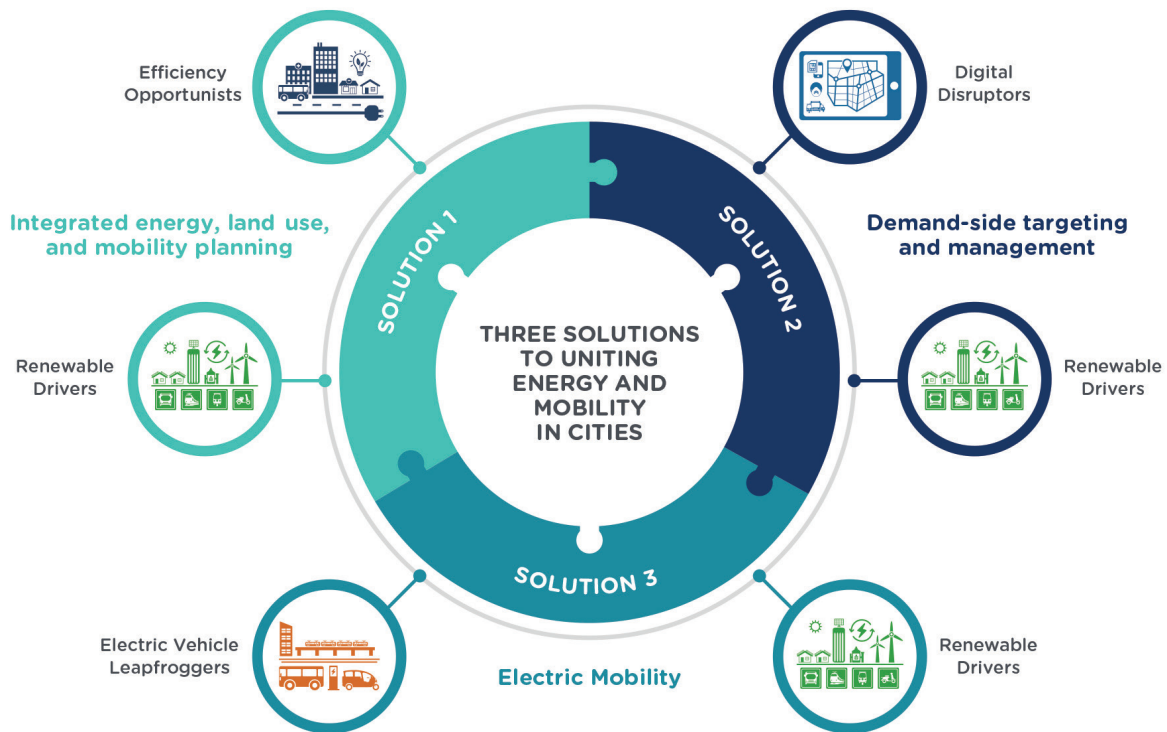 Efficiency
Opportunists
Digital
Disruptors
Integrated energy, land use,
and mobility planning
SOLUTION 1
SOLUTION 2
Demand-side targeting
and management
THREE SOLUTIONS
TO UNITING
ENERGY AND
MOBILITY
IN CITIES
Renewable
Drivers
Renewable
Drivers
SOLUTION 3
Electric Vehicle
Leapfroggers
Electric Mobility
Renewable
Drivers